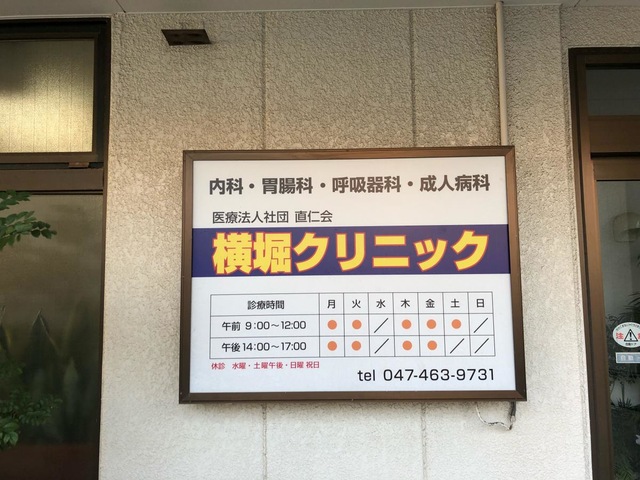 内科・胃腸科・呼吸器科・成人病科
医療法人社団 直仁会
横堀クリニック
診療時間 月 火 水 木 金 土 日
午前 9:00〜12:00 ● ● ／ ● ● ● ／
午後 14:00〜17:00 ● ● ／ ● ● ／ ／
休診 水曜・土曜午後・日曜 祝日
tel 047-463-9731